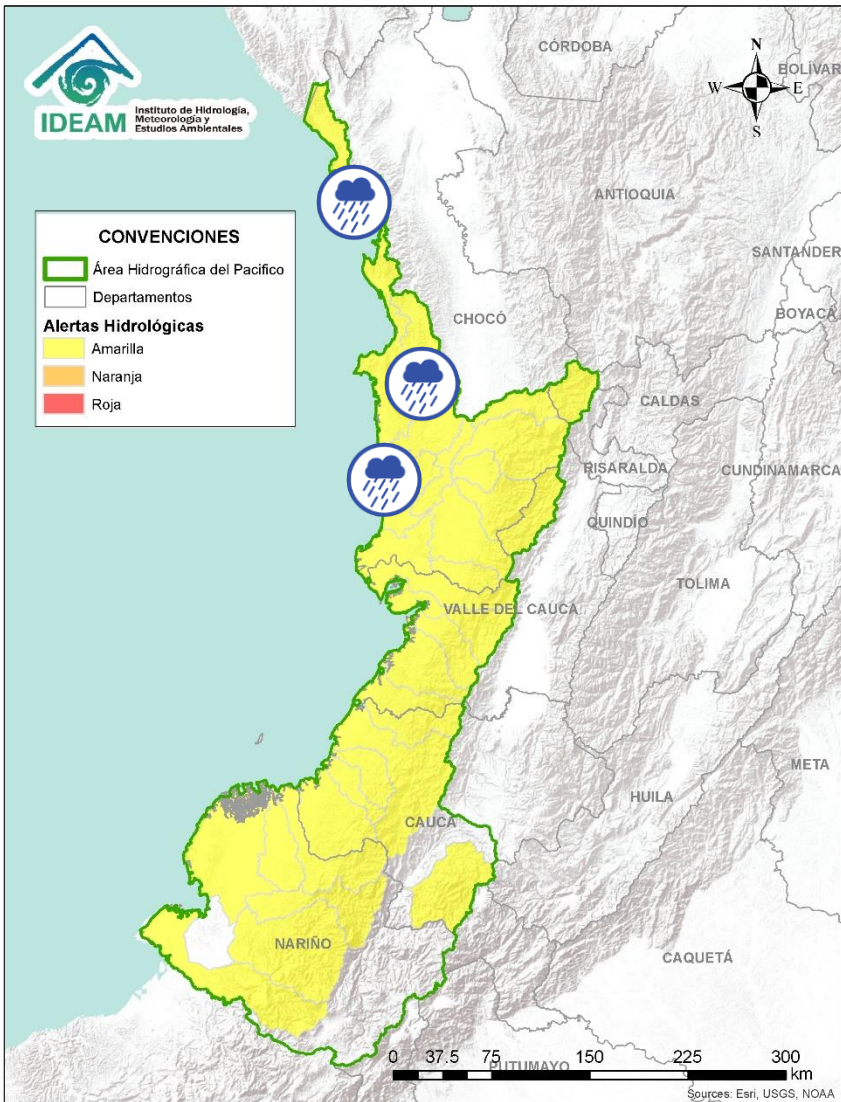 IDEAM
Instituto de Hidrología,
Meteorología y
Estudios Ambientales
CÓRDOBA
BOLÍVAR
N
W
E
S
ANTIOQUIA
CONVENCIONES
Área Hidrográfica del Pacifico
Departamentos
Alertas Hidrológicas
Amarilla
Naranja
Roja
SANTANDER
BOYACÁ
CHOCÓ
CALDAS
RISARALDA
CUNDINAMARCA
QUINDÍO
TOLIMA
VALLE DEL CAUCA
META
HUILA
CAUCA
NARIÑO
CAQUETÁ
PUTUMAYO
0 37.5 75 150 225 300
km
Sources: Esri, USGS, NOAA